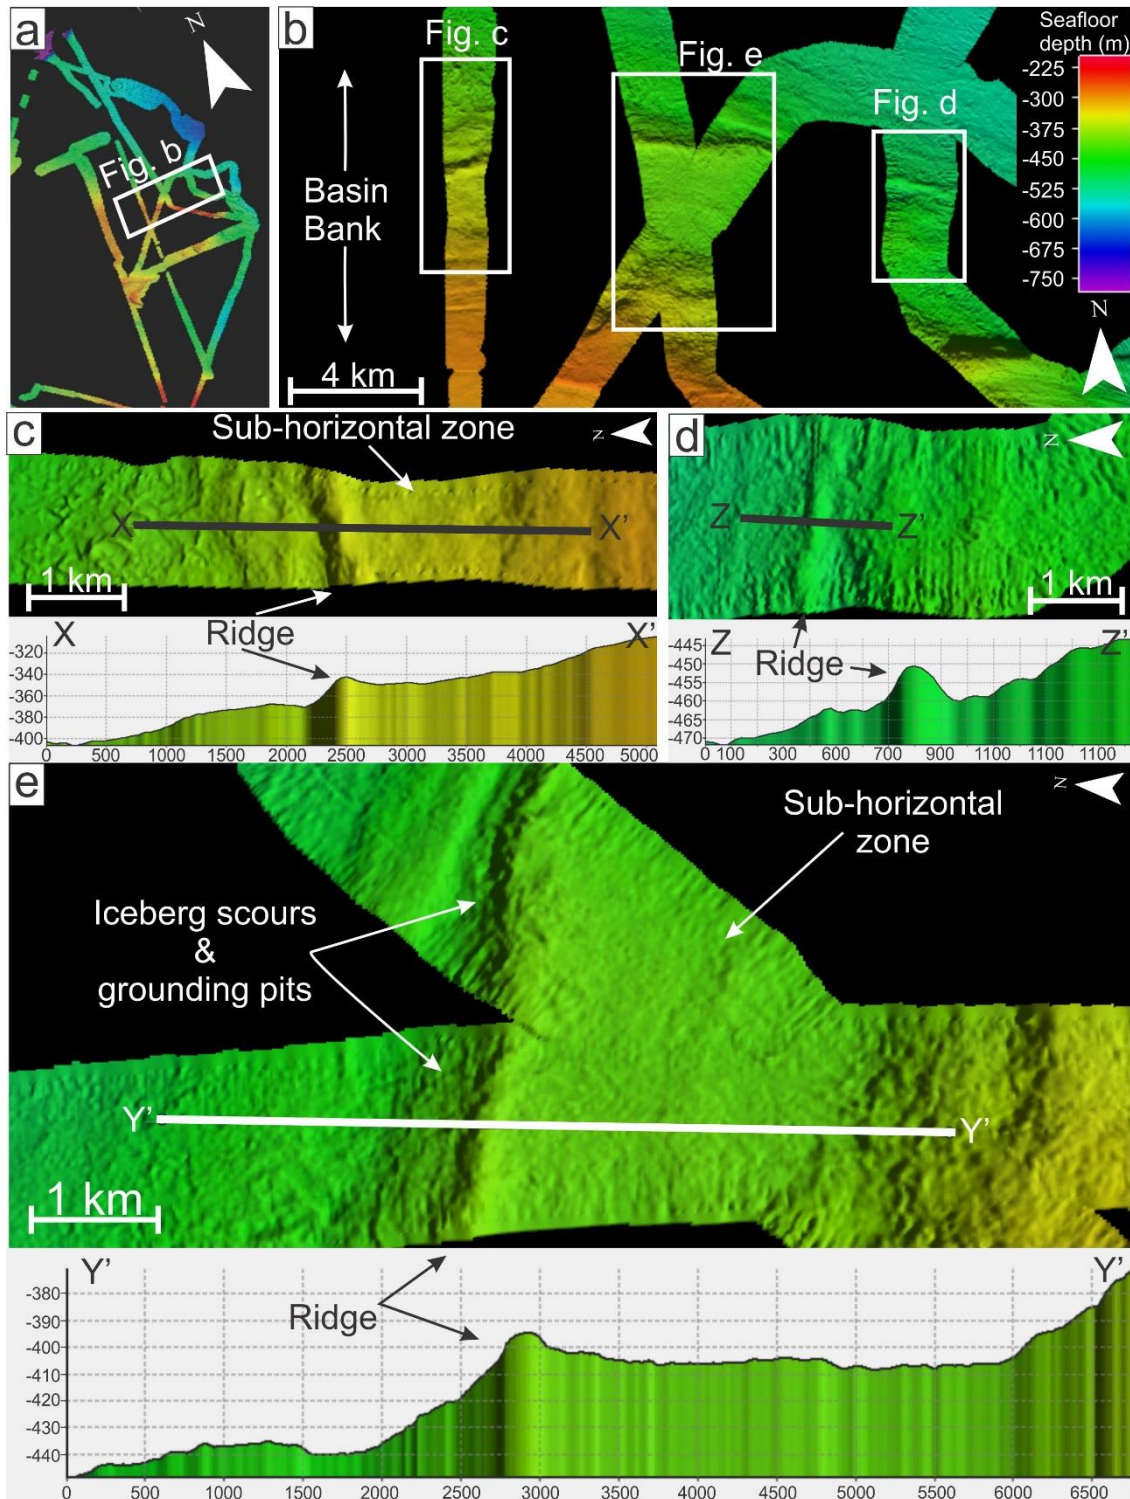 a
N
Fig. b
b
Fig. c
Fig. e
Fig. d
Basin
Bank
4 km
Seafloor
depth (m)
-225
-300
-375
-450
-525
-600
-675
-750
N
c
Sub-horizontal zone
N
X
X'
1 km
Ridge
X
X'
-320
-340
-360
-380
-400
0 500 1000 1500 2000 2500 3000 3500 4000 4500 5000
d
N
Z
Z'
1 km
Ridge
Z
Z'
-445
-450
-455
-460
-465
-470
0 100 300 500 700 900 1100 1100 1100
e
N
Sub-horizontal
zone
Iceberg scours
&
grounding pits
Y'
Y'
1 km
Y'
Y'
Ridge
-380
-390
-400
-410
-420
-430
-440
0 500 1000 1500 2000 2500 3000 3500 4000 4500 5000 5500 6000 6500